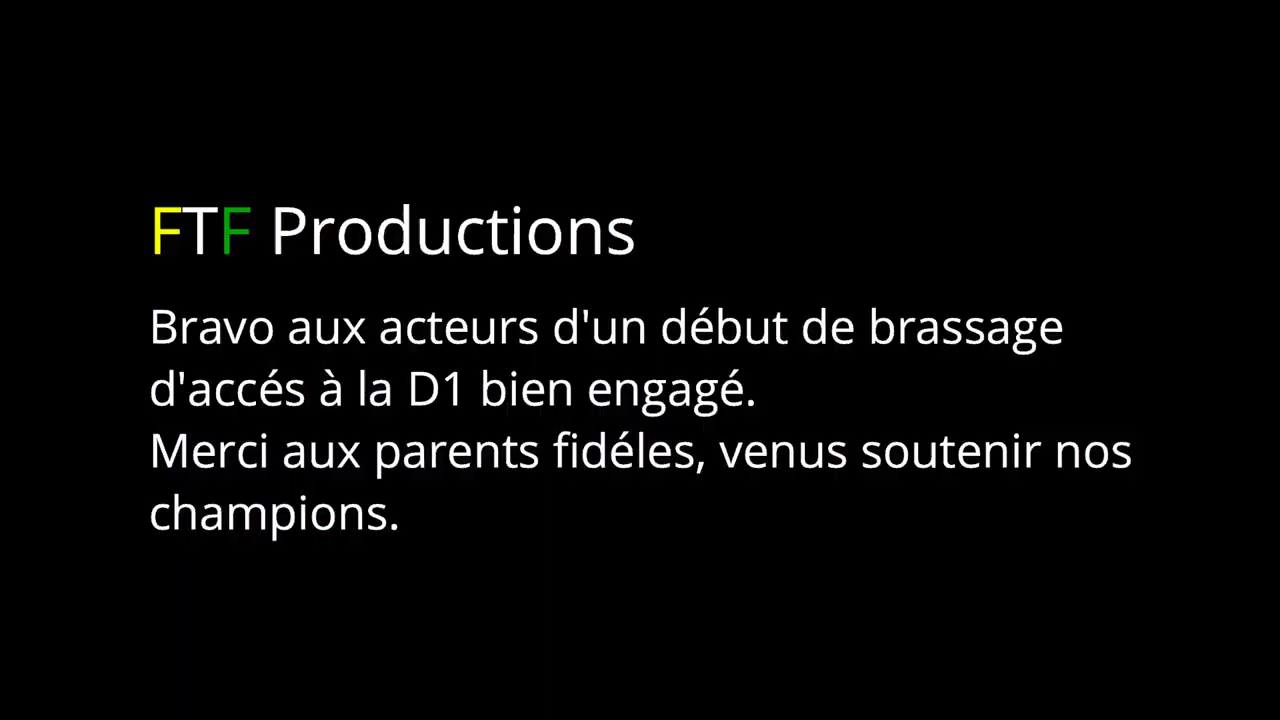 FTF Productions
Bravo aux acteurs d'un début de brassage
d'accés à la D1 bien engagé.
Merci aux parents fidéles, venus soutenir nos
champions.